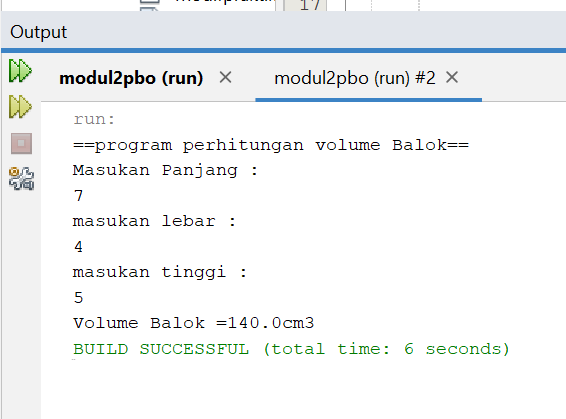 17
Output
modul2pbo (run) modul2pbo (run) #2
run:
==program perhitungan volume Balok==
Masukan Panjang :
7
masukan lebar :
4
masukan tinggi :
5
Volume Balok =140.0cm3
BUILD SUCCESSFUL (total time: 6 seconds)